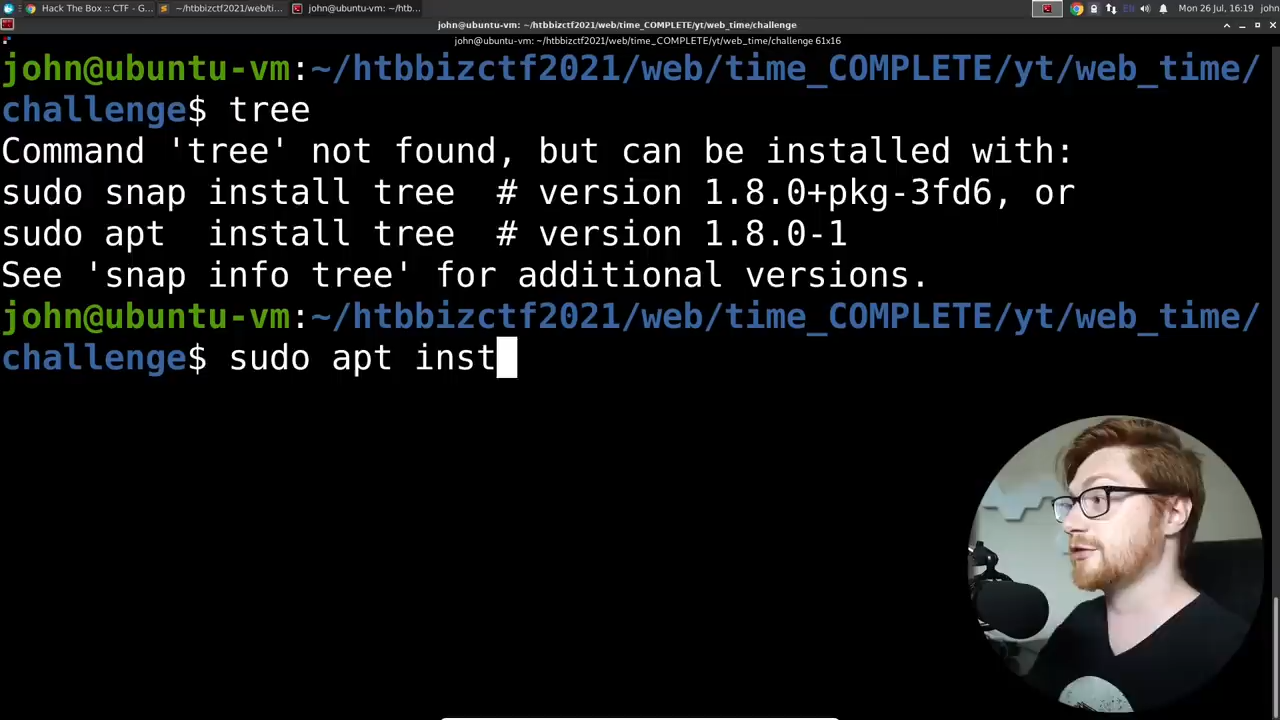 Hack The Box :: CTF - G... ~/htbbizctf2021/web/ti... john@ubuntu-vm: ~/htb... EN Mon 26 Jul, 16:19 john
john@ubuntu-vm: ~/htbbizctf2021/web/time_COMPLETE/yt/web_time/challenge
john@ubuntu-vm: ~/htbbizctf2021/web/time_COMPLETE/yt/web_time/challenge 61x16
john@ubuntu-vm:~/htbbizctf2021/web/time_COMPLETE/yt/web_time/
challenge$ tree
Command 'tree' not found, but can be installed with:
sudo snap install tree  # version 1.8.0+pkg-3fd6, or
sudo apt  install tree  # version 1.8.0-1
See 'snap info tree' for additional versions.
john@ubuntu-vm:~/htbbizctf2021/web/time_COMPLETE/yt/web_time/
challenge$ sudo apt inst